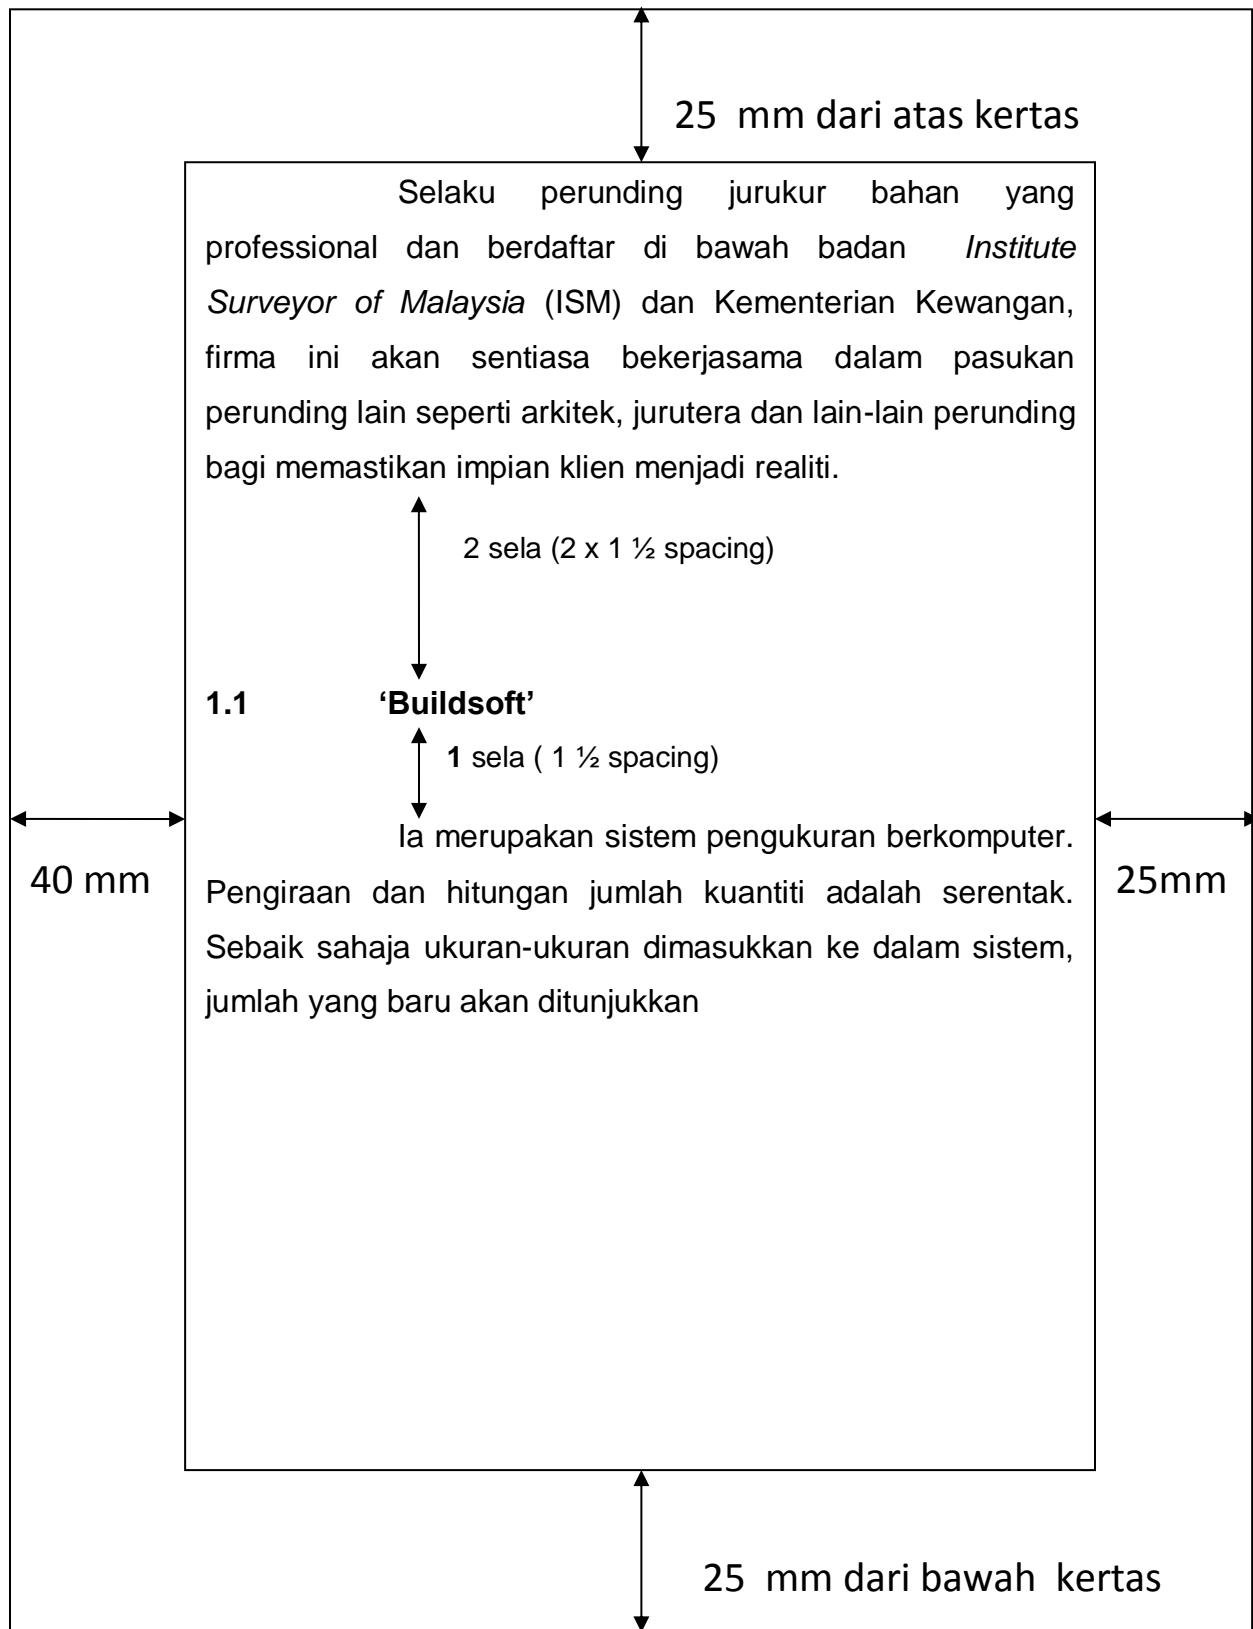 25 mm dari atas kertas
Selaku perunding jurukur bahan yang
professional dan berdaftar di bawah badan Institute
Surveyor of Malaysia (ISM) dan Kementerian Kewangan,
firma ini akan sentiasa bekerjasama dalam pasukan
perunding lain seperti arkitek, jurutera dan lain-lain perunding
bagi memastikan impian klien menjadi realiti.
2 sela (2 x 1 ½ spacing)
1.1 ‘Buildsoft’
1 sela ( 1 ½ spacing)
Ia merupakan sistem pengukuran berkomputer.
40 mm
25mm
Pengiraan dan hitungan jumlah kuantiti adalah serentak.
Sebaik sahaja ukuran-ukuran dimasukkan ke dalam sistem,
jumlah yang baru akan ditunjukkan
25 mm dari bawah kertas